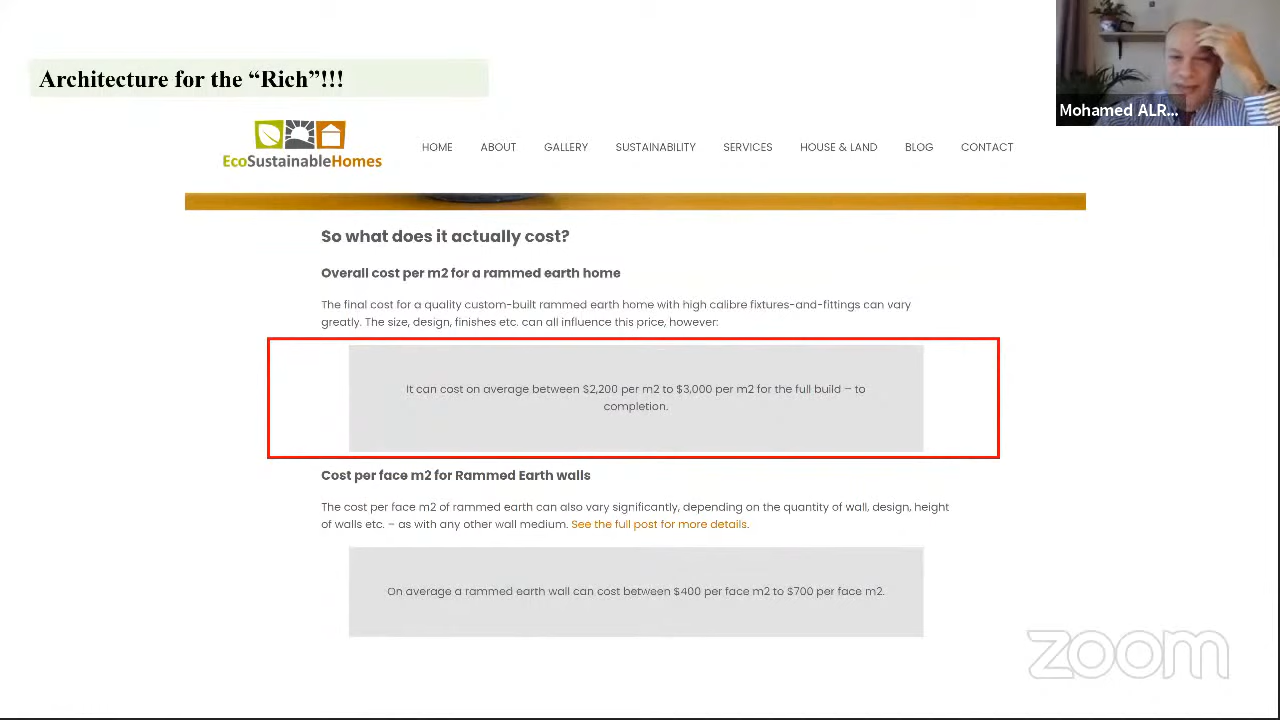 Architecture for the “Rich”!!!
Mohamed ALR...
EcoSustainableHomes
HOME ABOUT GALLERY SUSTAINABILITY SERVICES HOUSE & LAND BLOG CONTACT
So what does it actually cost?
Overall cost per m2 for a rammed earth home
The final cost for a quality custom-built rammed earth home with high calibre fixtures-and-fittings can vary
greatly. The size, design, finishes etc. can all influence this price, however:
It can cost on average between $2,200 per m2 to $3,000 per m2 for the full build – to
completion.
Cost per face m2 for Rammed Earth walls
The cost per face m2 of rammed earth can also vary significantly, depending on the quantity of wall, design, height
of walls etc. – as with any other wall medium. See the full post for more details.
On average a rammed earth wall can cost between $400 per face m2 to $700 per face m2.
zoom